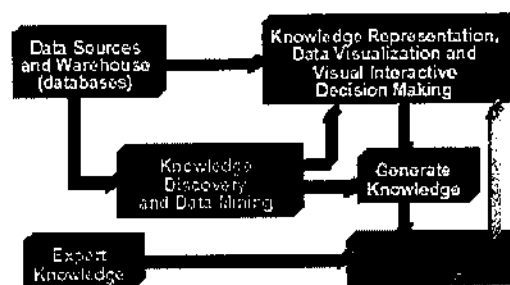 Data Sources
and Warehouse
(databases)
Knowledge Representation,
Data Visualization and
Visual Interactive
Decision Making
Knowledge
Discovery
and Data Mining
Generate
Knowledge
Expert
Knowledge